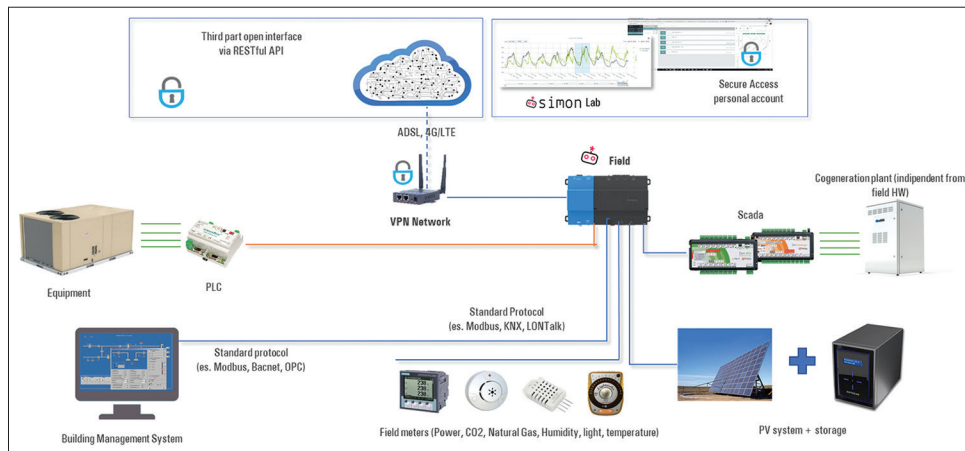 Third part open interface
via RESTful API
simon Lab
Secure Access
personal account
ADSL, 4G/LTE
Field
VPN Network
Cogeneration plant (indipendent from
field HW)
Scada
Equipment
PLC
Standard Protocol
(es. Modbus, KNX, LONTalk)
Standard protocol
(es. Modbus, Bacnet, OPC)
Building Management System
Field meters (Power, CO2, Natural Gas, Humidity, light, temperature)
PV system + storage